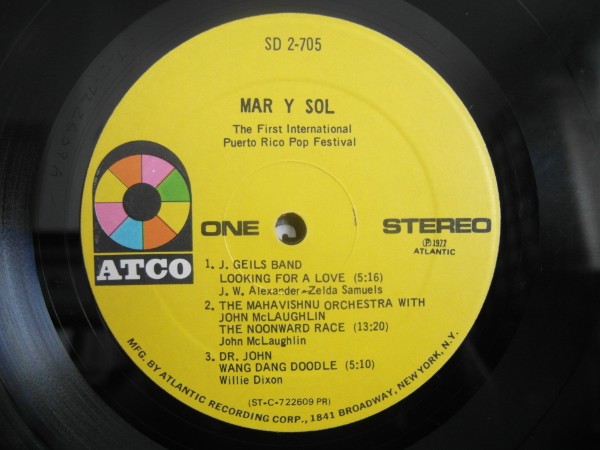 SD 2-705
MAR Y SOL
The First International
Puerto Rico Pop Festival
ATCO
ONE
STEREO
Ⓟ 1972
ATLANTIC
1. J. GEILS BAND
LOOKING FOR A LOVE (5:16)
J. W. Alexander-Zelda Samuels
2. THE MAHAVISHNU ORCHESTRA WITH
JOHN McLAUGHLIN
THE NOONWARD RACE (13:20)
John McLaughlin
3. DR. JOHN
WANG DANG DOODLE (5:10)
Willie Dixon
(ST-C-722609 PR)
MFG. BY ATLANTIC RECORDING CORP., 1841 BROADWAY, NEW YORK, N.Y.